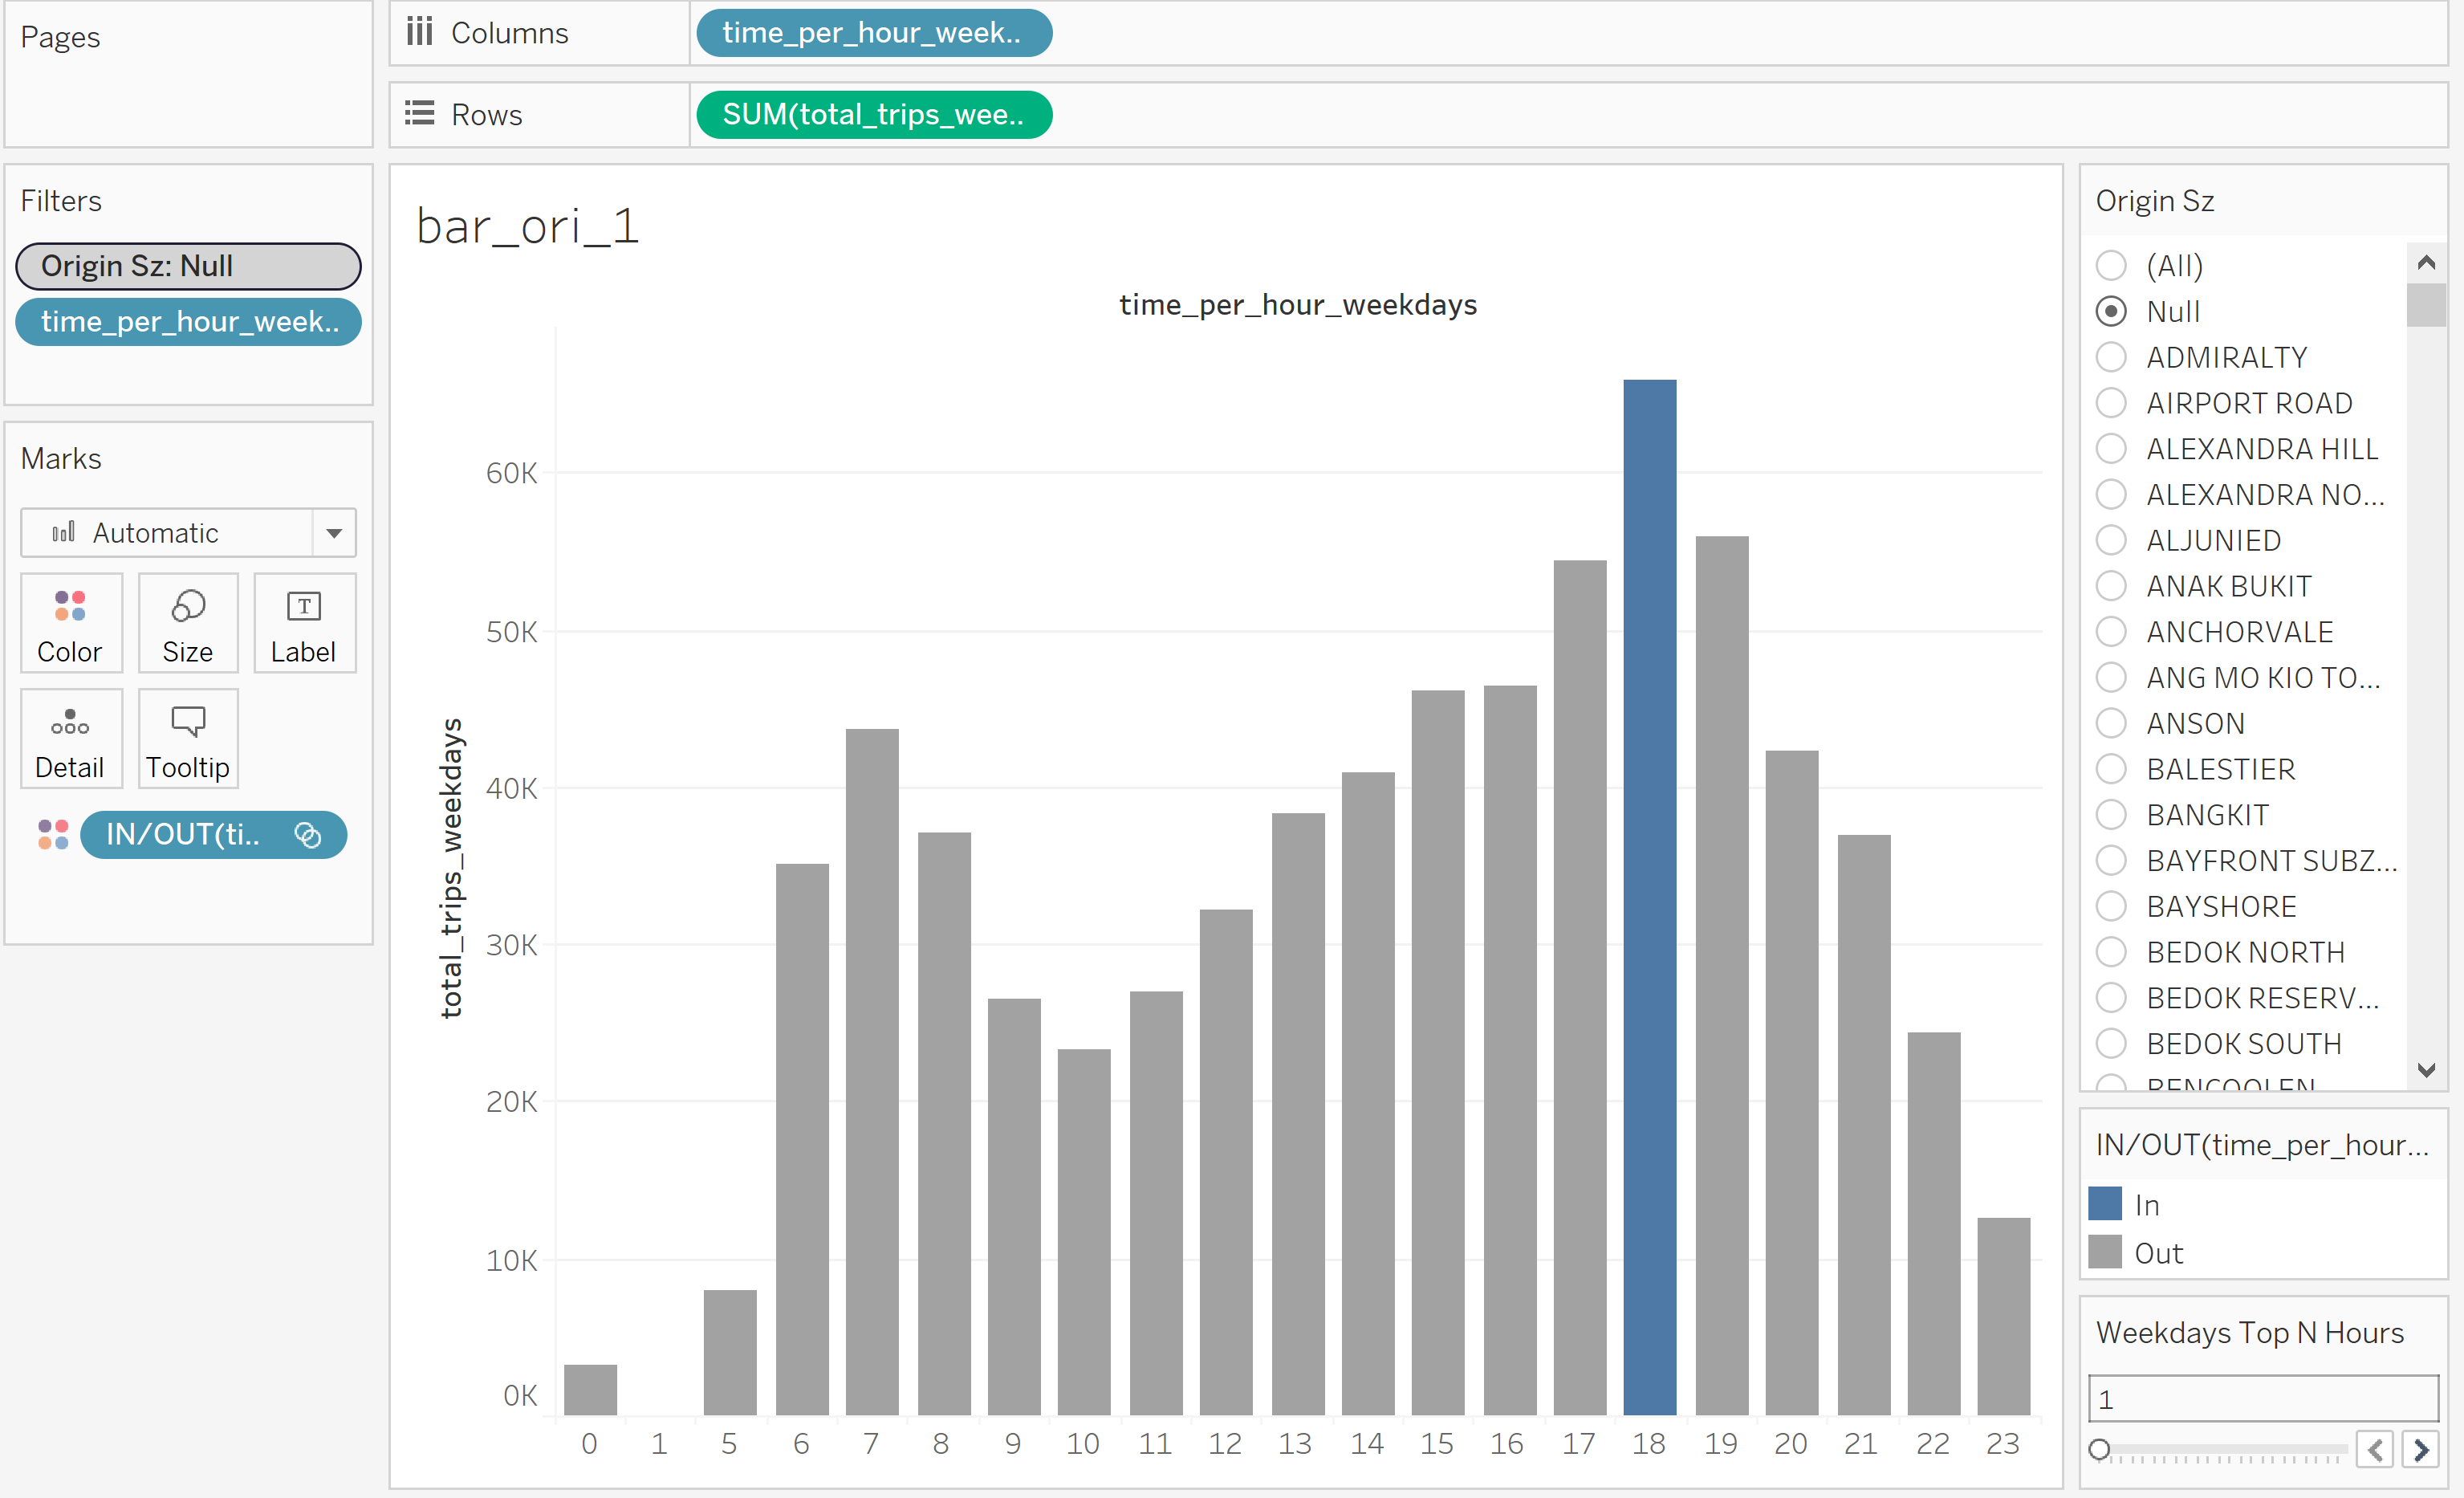 Pages
Columns
time_per_hour_week..
Rows
SUM(total_trips_wee..
Filters
Origin Sz: Null
time_per_hour_week..
Marks
Automatic
Color
Size
T
Label
Detail
Tooltip
IN/OUT(ti..
bar_ori_1
time_per_hour_weekdays
total_trips_weekdays
60K
50K
40K
30K
20K
10K
0K
0 1 5 6 7 8 9 10 11 12 13 14 15 16 17 18 19 20 21 22 23
Origin Sz
(All)
Null
ADMIRALTY
AIRPORT ROAD
ALEXANDRA HILL
ALEXANDRA NO...
ALJUNIED
ANAK BUKIT
ANCHORVALE
ANG MO KIO TO...
ANSON
BALESTIER
BANGKIT
BAYFRONT SUBZ...
BAYSHORE
BEDOK NORTH
BEDOK RESERV...
BEDOK SOUTH
BENCOOLEN
IN/OUT(time_per_hour...
In
Out
Weekdays Top N Hours
1